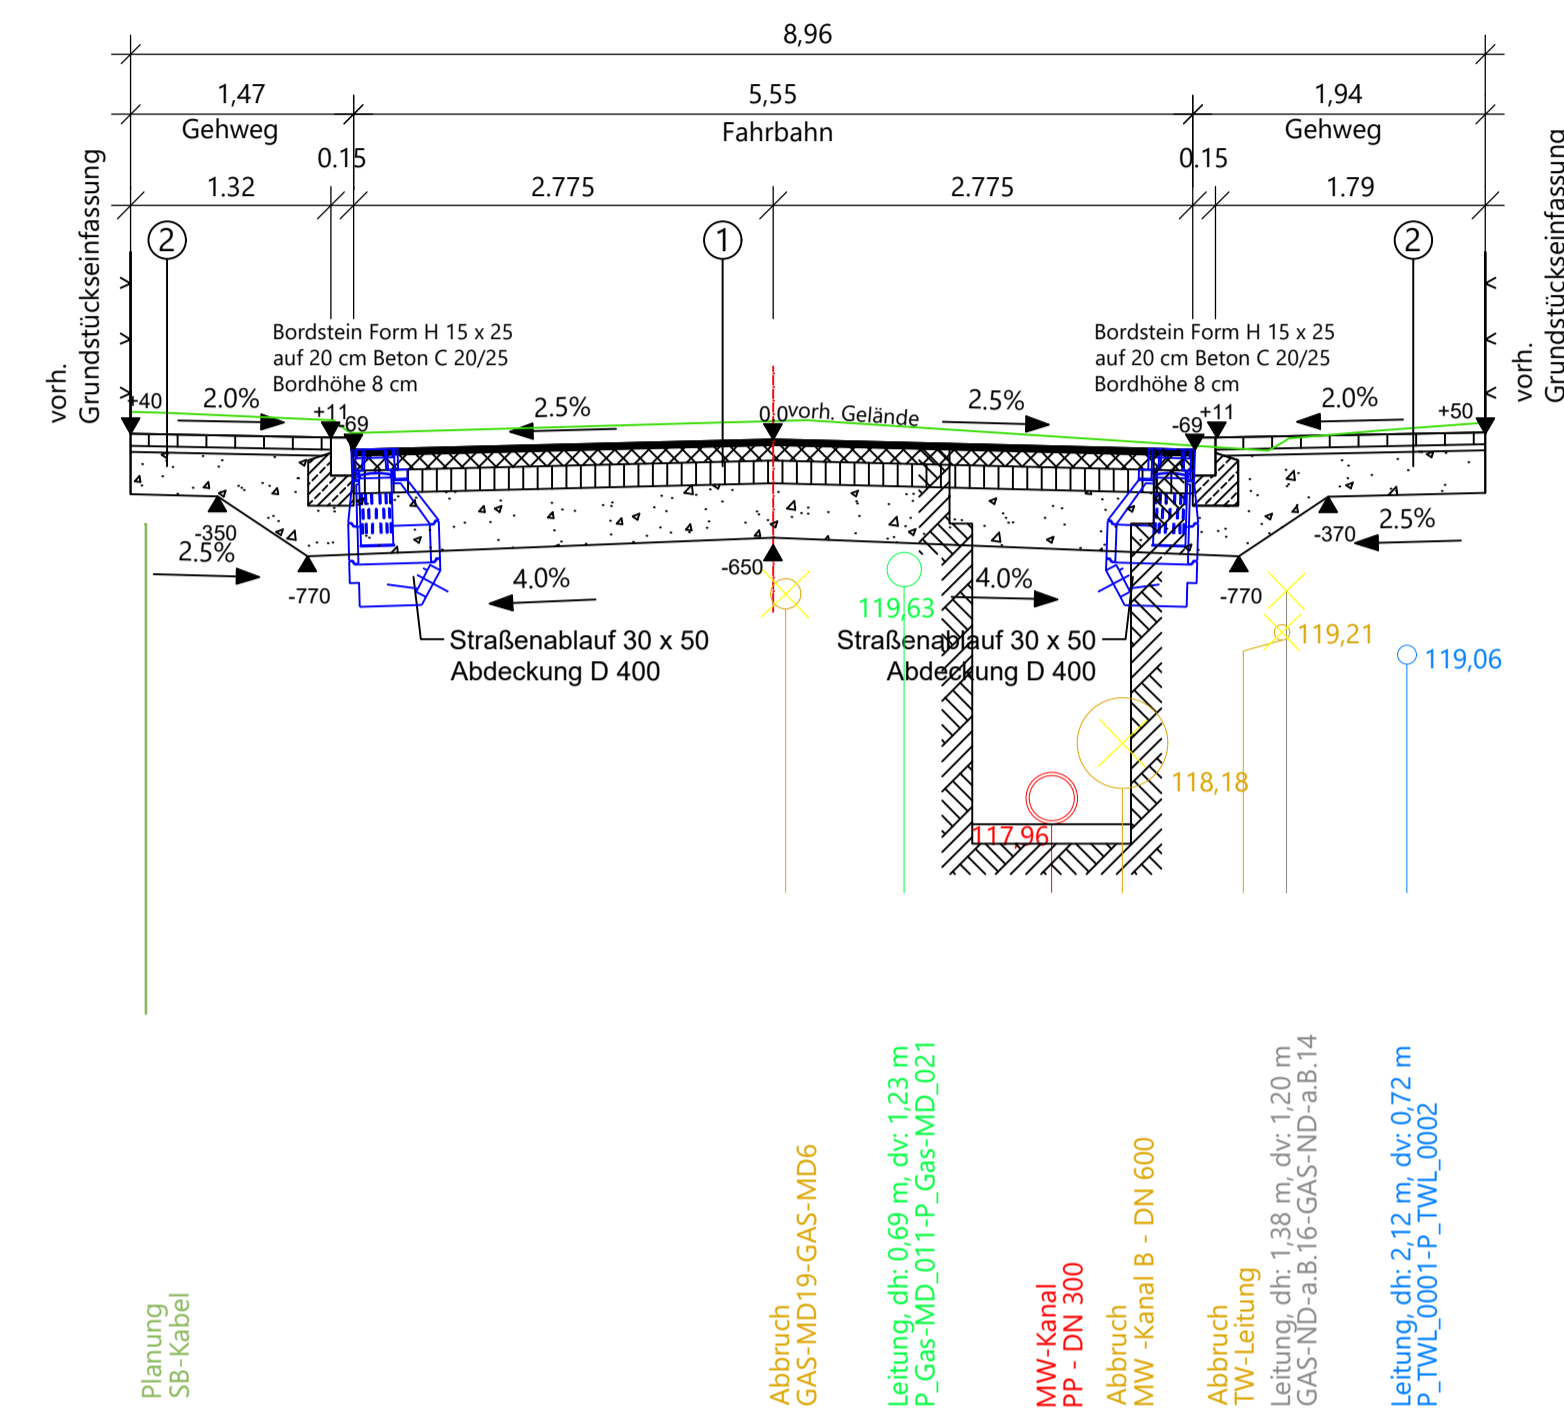 8,96
1,47
5,55
1,94
Gehweg
Fahrbahn
Gehweg
0.15
0.15
1.32
2.775
2.775
1.79
vorh.
Grundstückseinfassung
vorh.
Grundstückseinfassung
2
1
2
Bordstein Form H 15 x 25
auf 20 cm Beton C 20/25
Bordhöhe 8 cm
Bordstein Form H 15 x 25
auf 20 cm Beton C 20/25
Bordhöhe 8 cm
+40
2.0%
+11
-69
2.5%
0,0
vorh. Gelände
2.5%
-69
+11
2.0%
+50
-350
2.5%
-770
4.0%
-650
4.0%
-770
-370
2.5%
119,63
Straßenablauf 30 x 50
Abdeckung D 400
Straßenablauf 30 x 50
Abdeckung D 400
119,21
119,06
118,18
117,96
Planung
SB-Kabel
Abbruch
GAS-MD19-GAS-MD6
Leitung, dh: 0,69 m, dv: 1,23 m
P_Gas-MD_011-P_Gas-MD_021
MW-Kanal
PP - DN 300
Abbruch
MW -Kanal B - DN 600
Abbruch
TW-Leitung
Leitung, dh: 1,38 m, dv: 1,20 m
GAS-ND-a.B.16-GAS-ND-a.B.14
Leitung, dh: 2,12 m, dv: 0,72 m
P_TWL_0001-P_TWL_0002